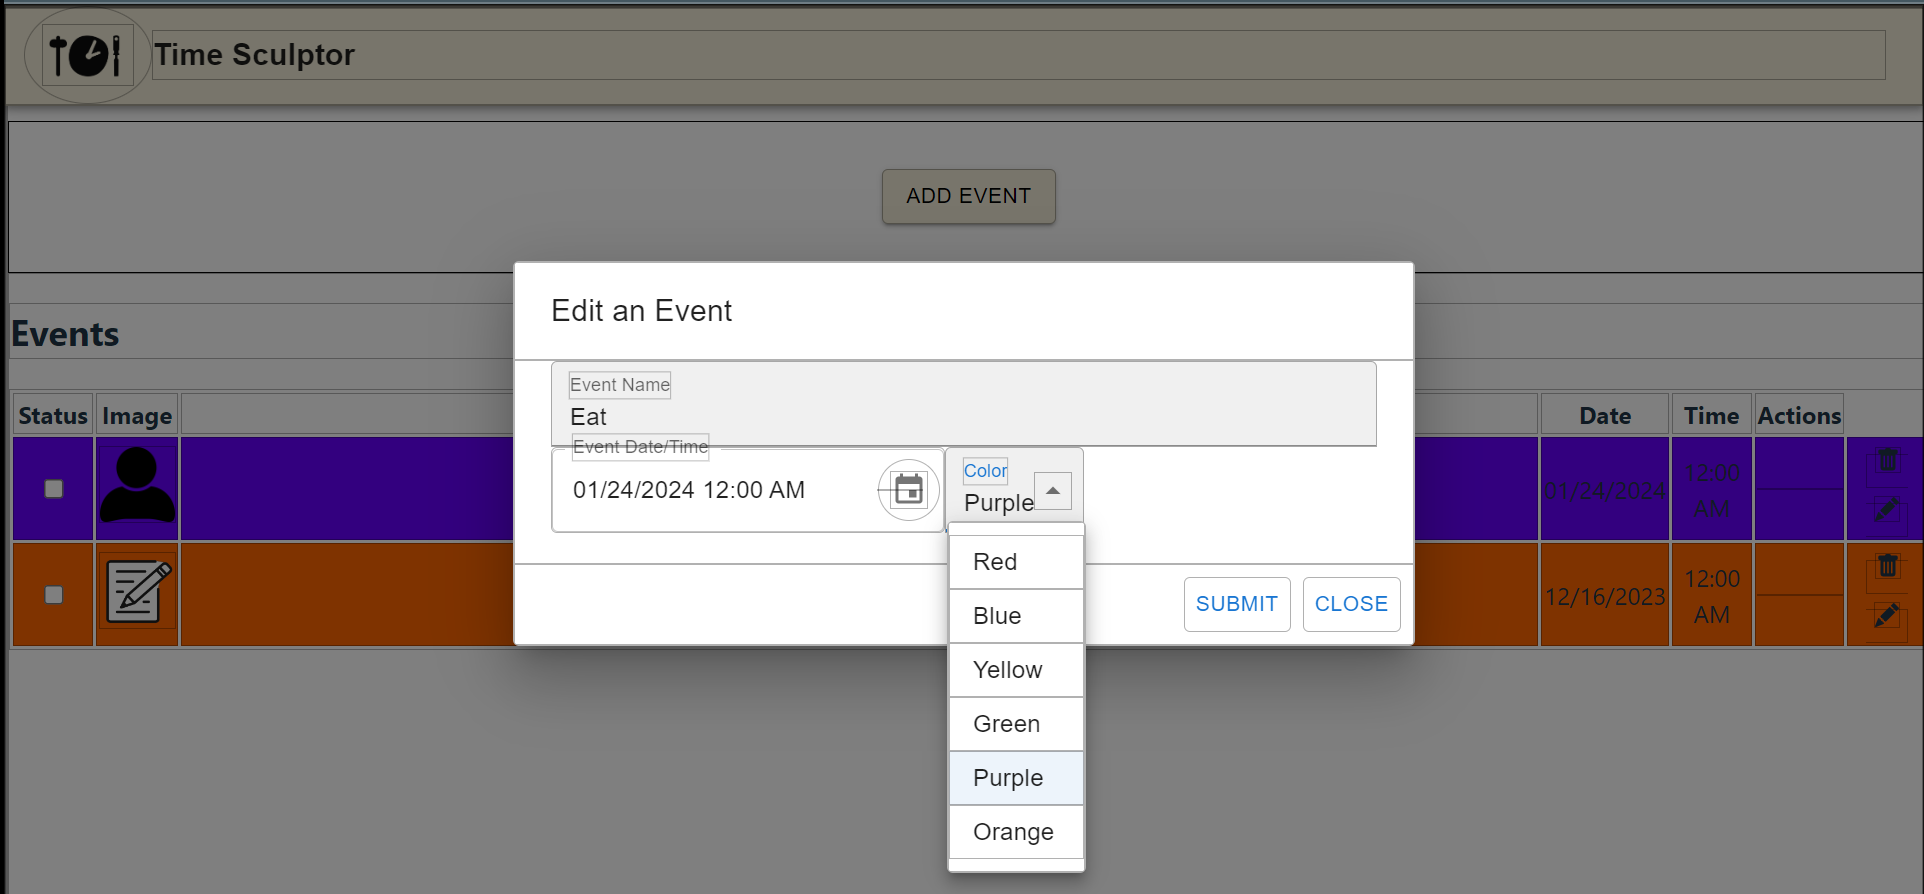 Time Sculptor
ADD EVENT
Events
Status Image Date Time Actions
01/24/2024 12:00 AM
12/16/2023 12:00 AM
Edit an Event
Event Name
Eat
Event Date/Time
01/24/2024 12:00 AM
Color
Purple
Red
Blue
Yellow
Green
Purple
Orange
SUBMIT CLOSE